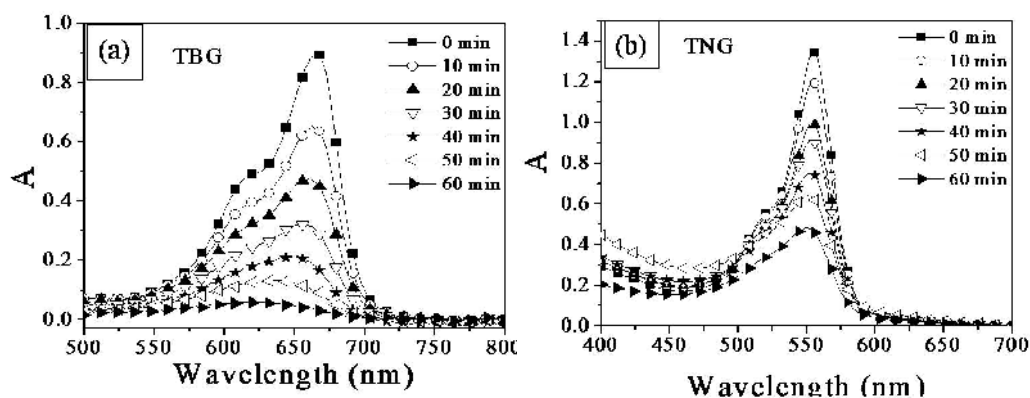 (a) TBG
0 min
10 min
20 min
30 min
40 min
50 min
60 min
A
1.0
0.8
0.6
0.4
0.2
0.0
500 550 600 650 700 750 800
Wavelength (nm)
(b) TNG
0 min
10 min
20 min
30 min
40 min
50 min
60 min
A
1.4
1.2
1.0
0.8
0.6
0.4
0.2
0.0
400 450 500 550 600 650 700
Wavelength (nm)